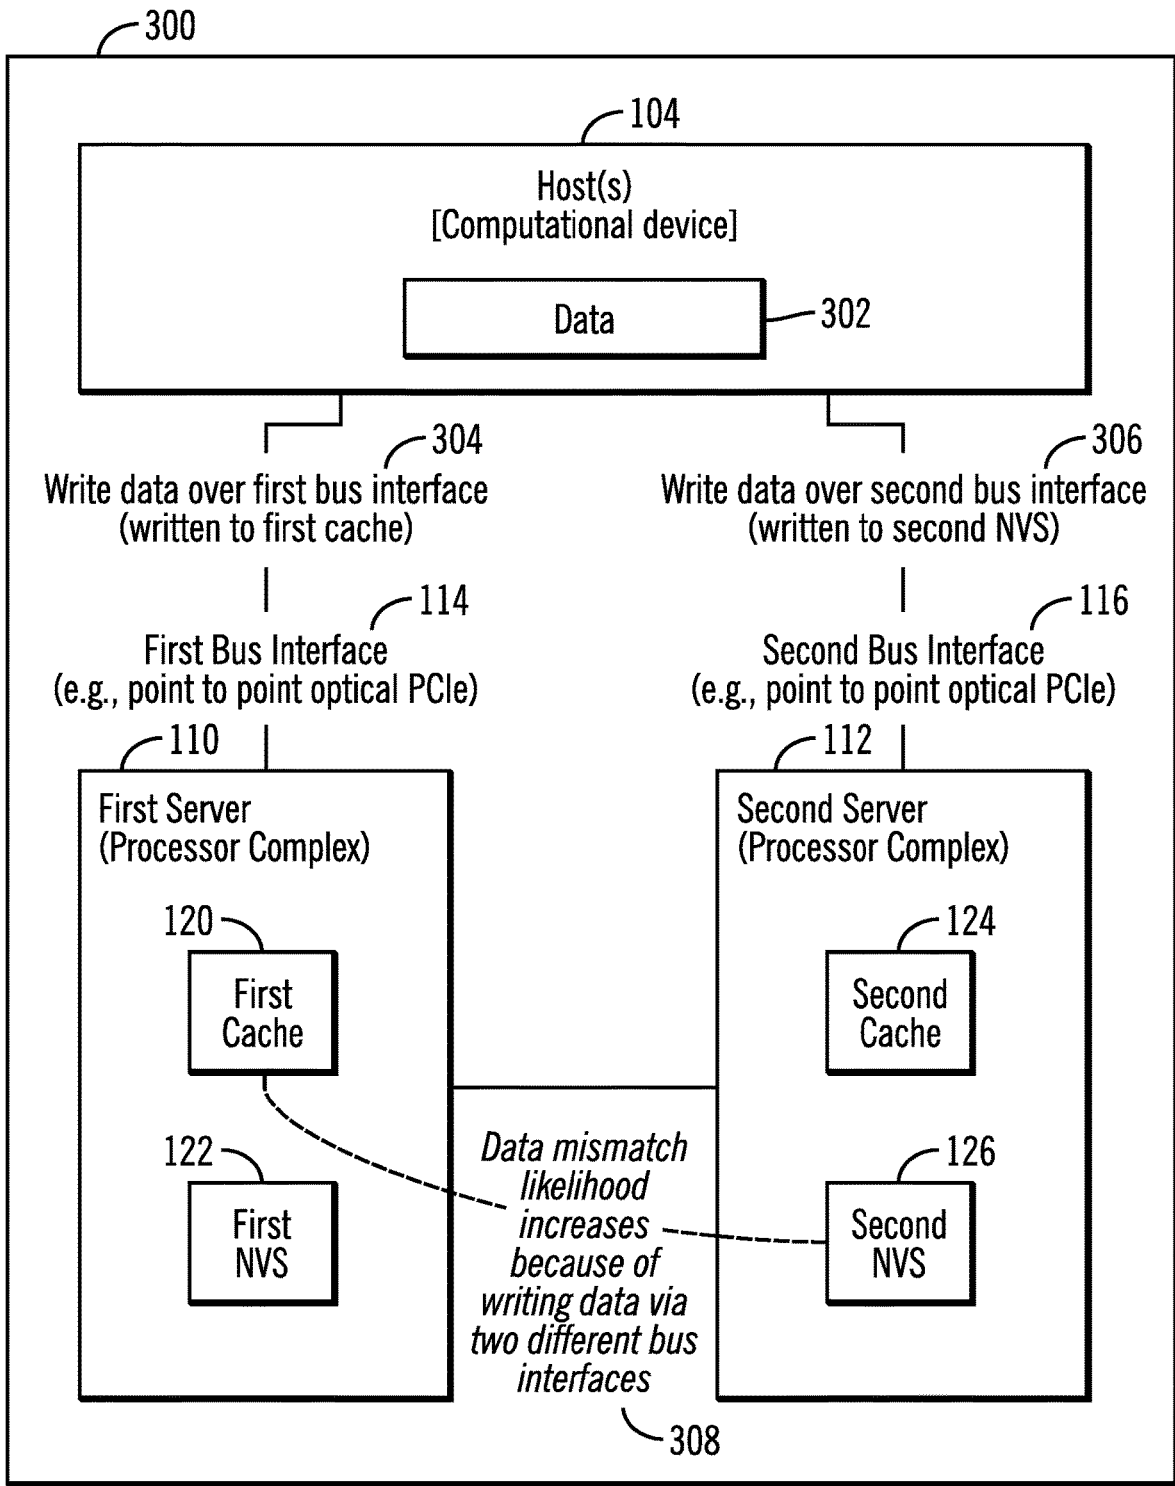 300
104
Host(s)
[Computational device]
Data
302
304
Write data over first bus interface
(written to first cache)
306
Write data over second bus interface
(written to second NVS)
114
First Bus Interface
(e.g., point to point optical PCIe)
116
Second Bus Interface
(e.g., point to point optical PCIe)
110
First Server
(Processor Complex)
112
Second Server
(Processor Complex)
120
First
Cache
124
Second
Cache
122
First
NVS
Data mismatch
likelihood
increases
because of
writing data via
two different bus
interfaces
308
126
Second
NVS